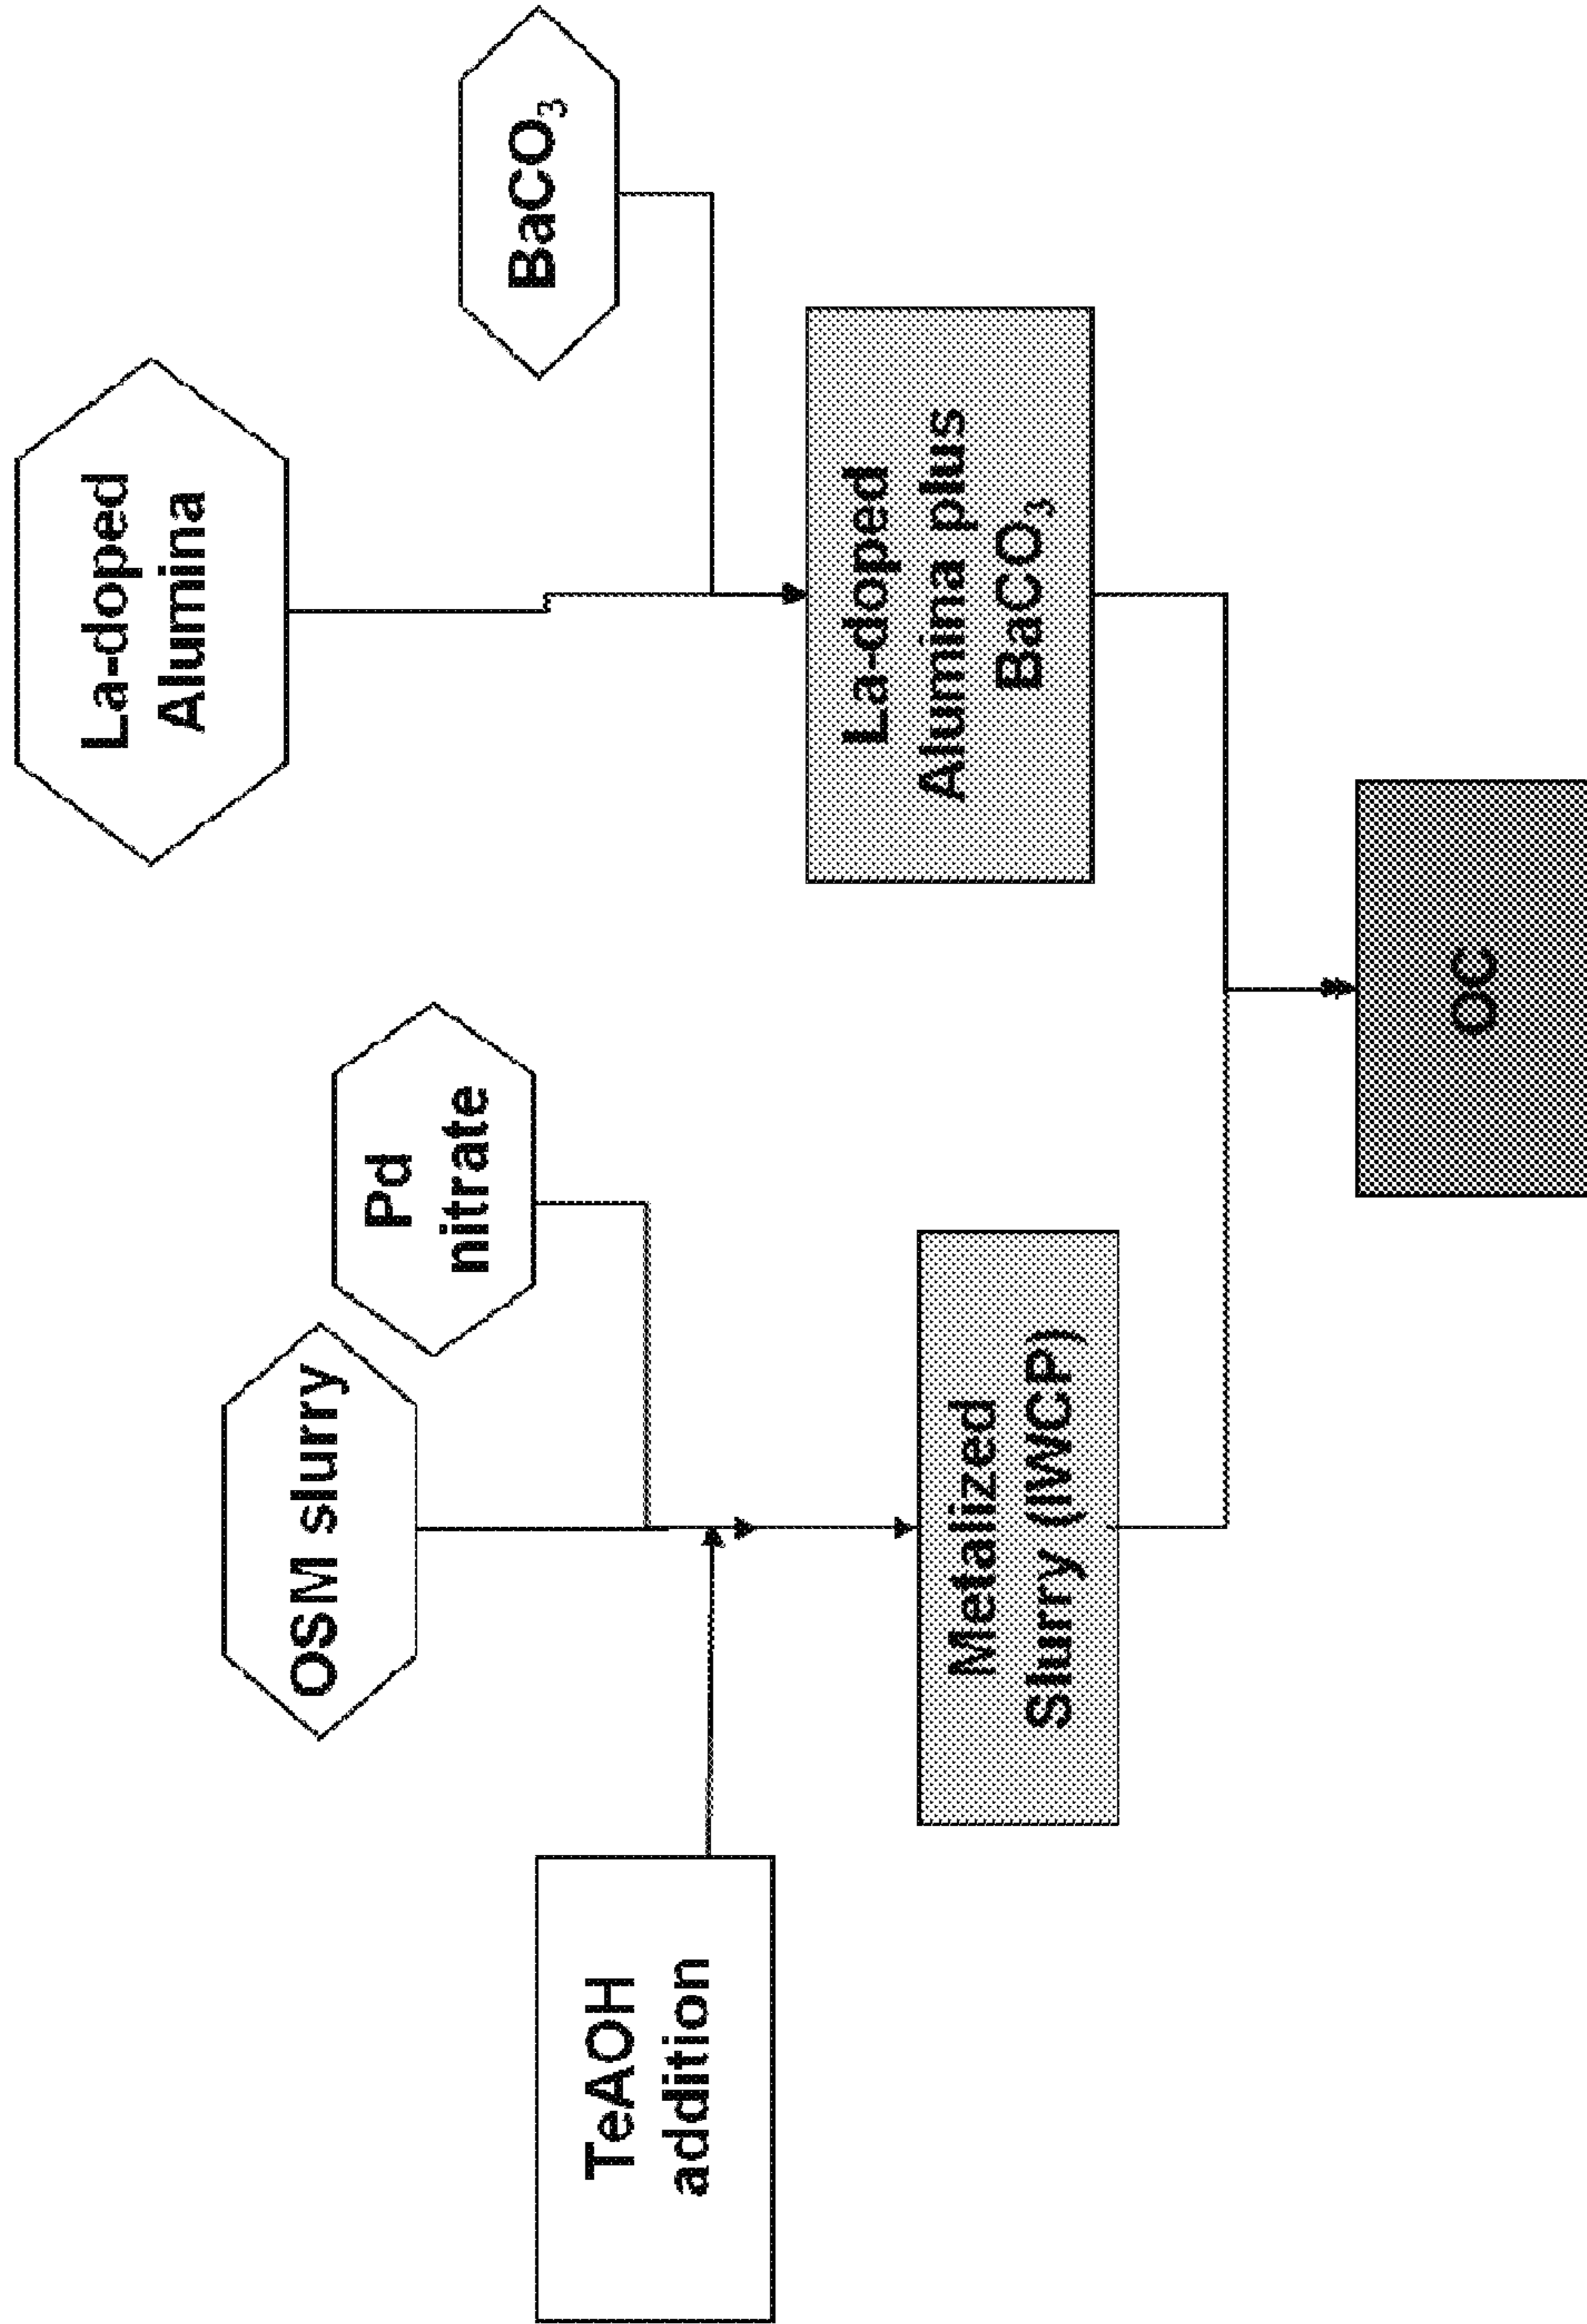 La-doped
Alumina
BaCO₃
OSM slurry
Pd
nitrate
TeAOH
addition
La-doped
Alumina plus
BaCO₃
Metalized
Slurry (IWCP)
OC